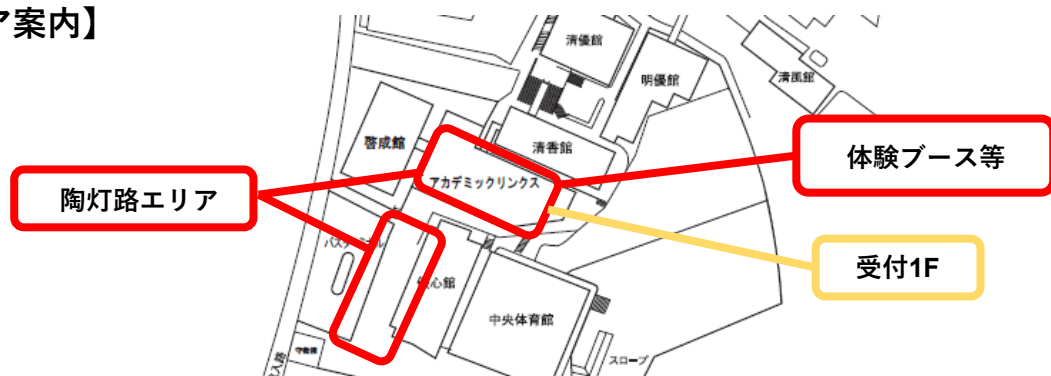 ア案内】
清優館
明優館
清風館
啓成館
清香館
アカデミックリンクス
体験ブース等
陶灯路エリア
受付1F
中央体育館
スロープ